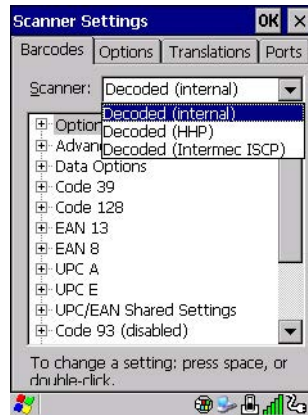 Scanner Settings OK ×
Barcodes Options Translations Ports
Scanner: Decoded (internal)
Decoded (internal)
Decoded (HHP)
Decoded (Intermec ISCP)
Option
Advan
Data Options
Code 39
Code 128
EAN 13
EAN 8
UPC A
UPC E
UPC/EAN Shared Settings
Code 93 (disabled)
To change a setting: press space, or
double-click.